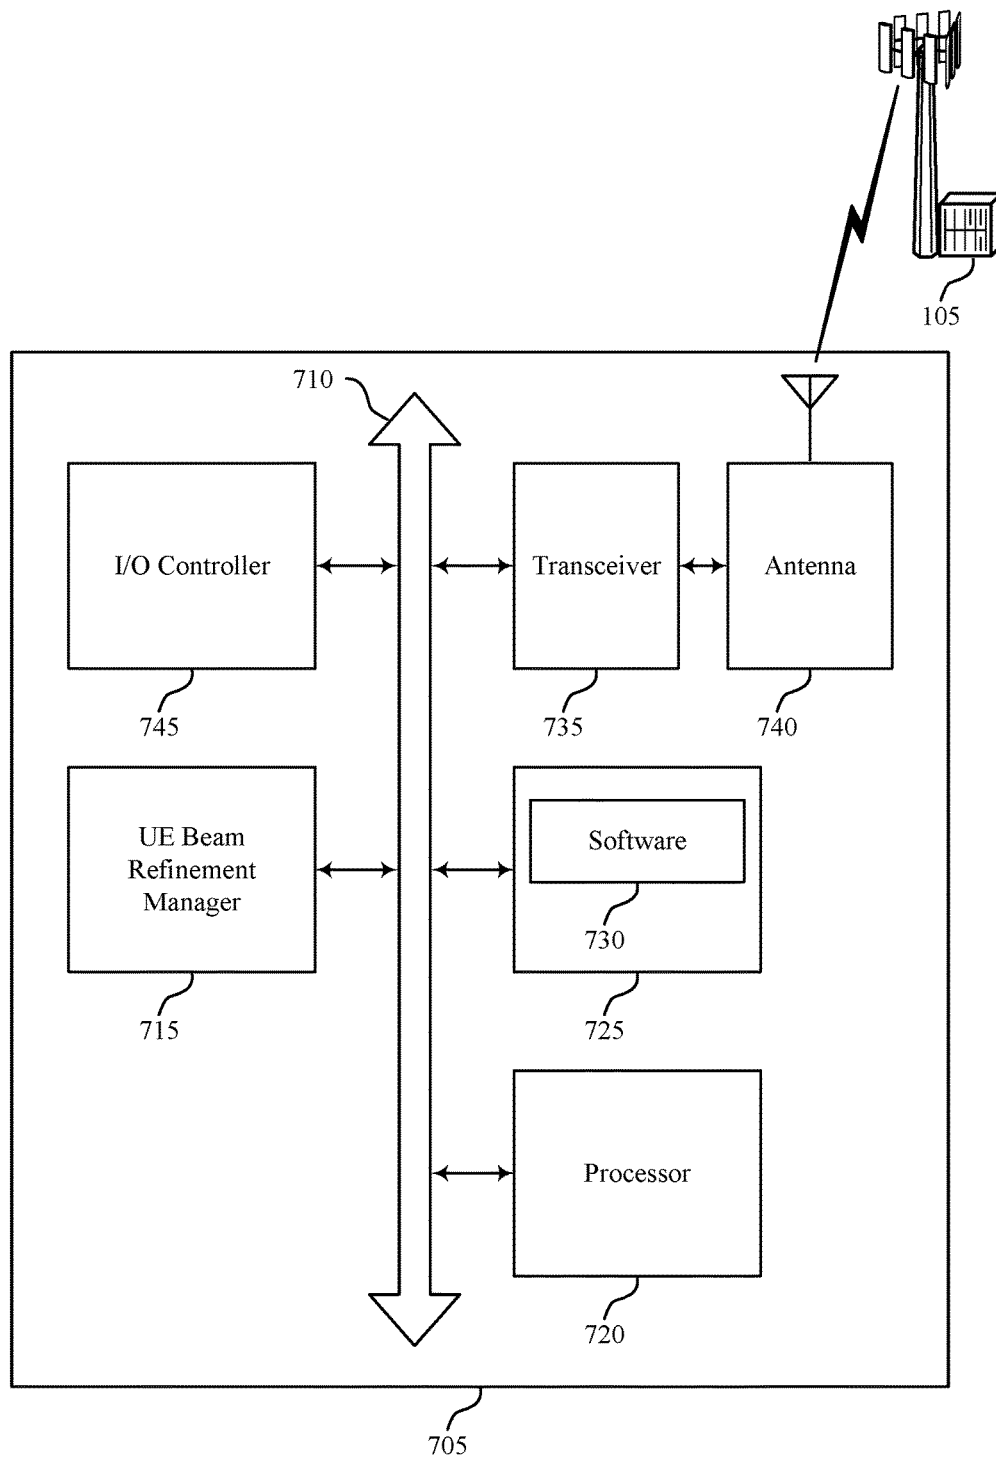 105
710
I/O Controller
Transceiver
Antenna
745
735
740
UE Beam
Refinement
Manager
Software
730
715
725
Processor
720
705